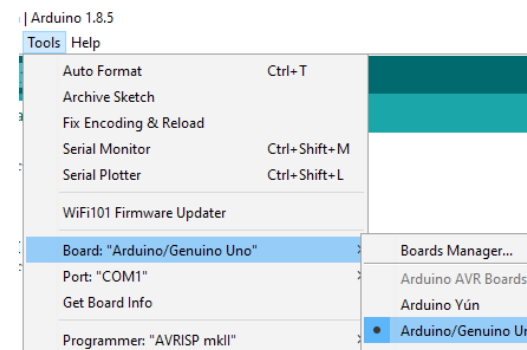 | Arduino 1.8.5
Tools Help
Auto Format Ctrl+T
Archive Sketch
Fix Encoding & Reload
Serial Monitor Ctrl+Shift+M
Serial Plotter Ctrl+Shift+L
WiFi101 Firmware Updater
Board: "Arduino/Genuino Uno"
Boards Manager...
Port: "COM1"
Arduino AVR Boards
Get Board Info
Arduino Yún
Programmer: "AVRISP mkII"
Arduino/Genuino